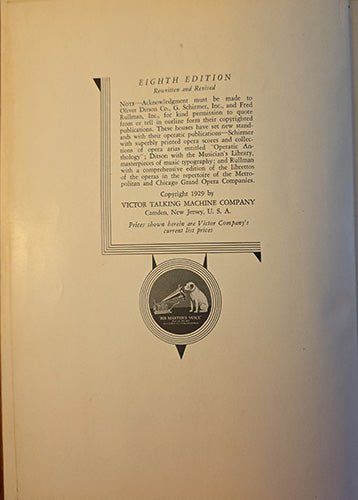 EIGHTH EDITION
Rewritten and Revised
NOTE—Acknowledgment must be made to
Oliver Ditson Co., G. Schirmer, Inc., and Fred
Rullman, Inc., for kind permission to quote
from or tell in outline form their copyrighted
publications. These houses have set new stand-
ards with their operatic publications—Schirmer
with superbly printed opera scores and collec-
tions of opera arias entitled "Operatic An-
thology"; Ditson with the Musician's Library,
masterpieces of music typography; and Rullman
with a comprehensive edition of the librettos
of the operas in the repertoire of the Metro-
politan and Chicago Grand Opera Companies.
Copyright 1929 by
VICTOR TALKING MACHINE COMPANY
Camden, New Jersey, U. S. A.
Prices shown herein are Victor Company's
current list prices
"HIS MASTER'S VOICE"